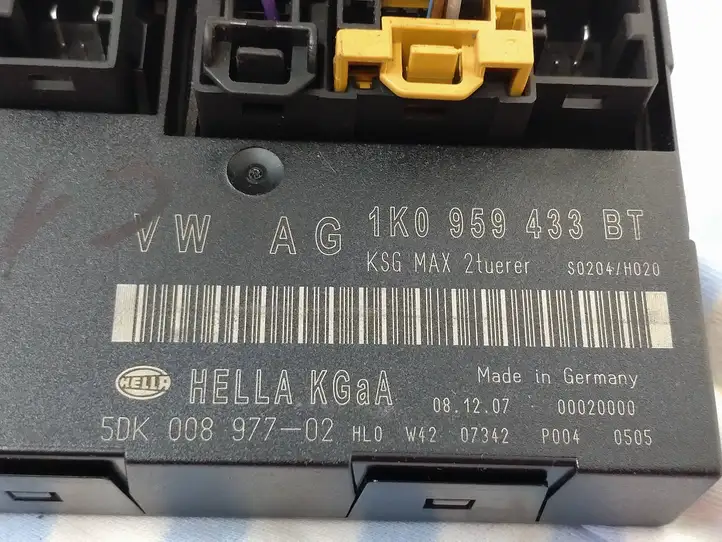 VW AG 1K0 959 433 BT
KSG MAX 2tuerer S0204/H020
HELLA HELLA KGaA Made in Germany
08.12.07 - 00020000
5DK 008 977-02 HL0 W42 07342 P004 0505